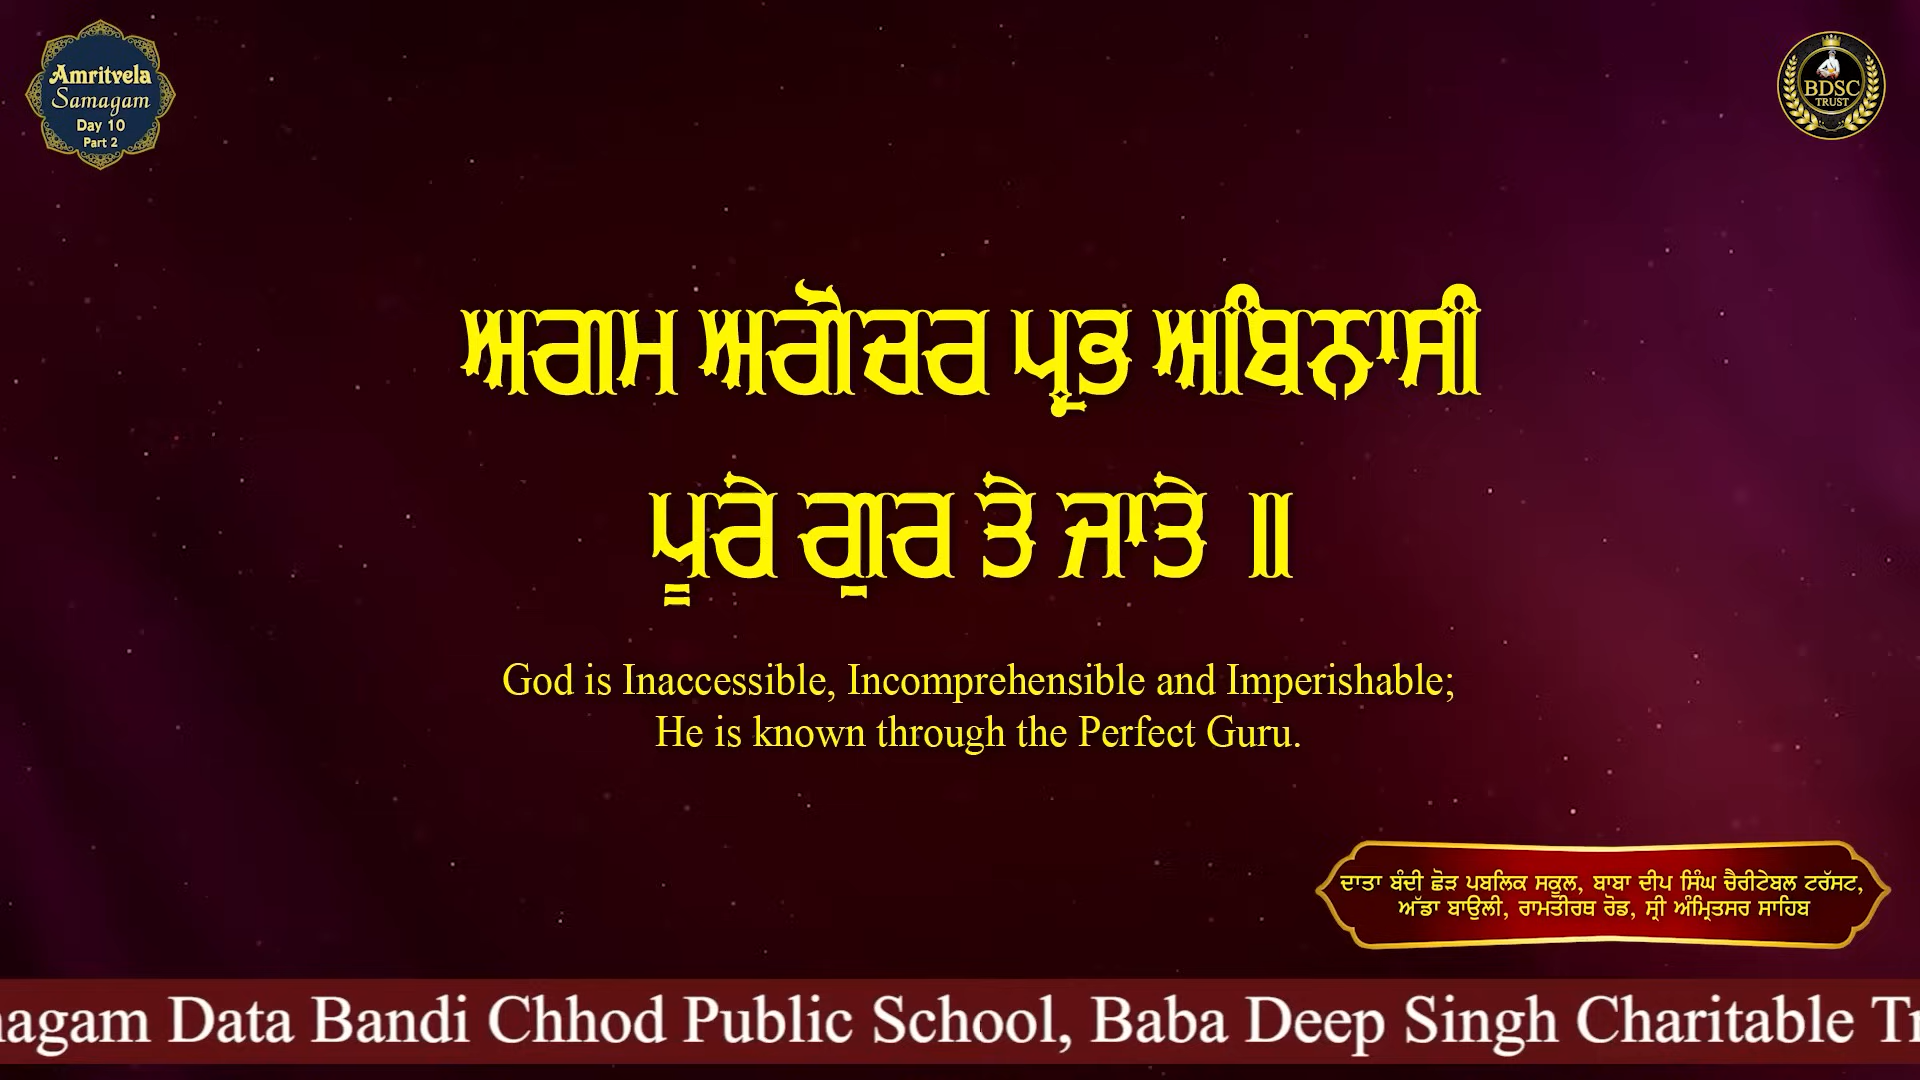 Amritvela
Samagam
Day 10
Part 2
BDSC
TRUST
ਅਗਮ ਅਗੋਚਰ ਪ੍ਰਭ ਅਬਿਨਾਸੀ
ਪੂਰੇ ਗੁਰ ਤੇ ਜਾਤੇ ॥
God is Inaccessible, Incomprehensible and Imperishable;
He is known through the Perfect Guru.
ਦਾਤਾ ਬੰਦੀ ਛੋੜ ਪਬਲਿਕ ਸਕੂਲ, ਬਾਬਾ ਦੀਪ ਸਿੰਘ ਚੈਰੀਟੇਬਲ ਟਰੱਸਟ,
ਅੱਡਾ ਬਾਉਲੀ, ਰਾਮਤੀਰਥ ਰੋਡ, ਸ੍ਰੀ ਅੰਮ੍ਰਿਤਸਰ ਸਾਹਿਬ
agam Data Bandi Chhod Public School, Baba Deep Singh Charitable Tr